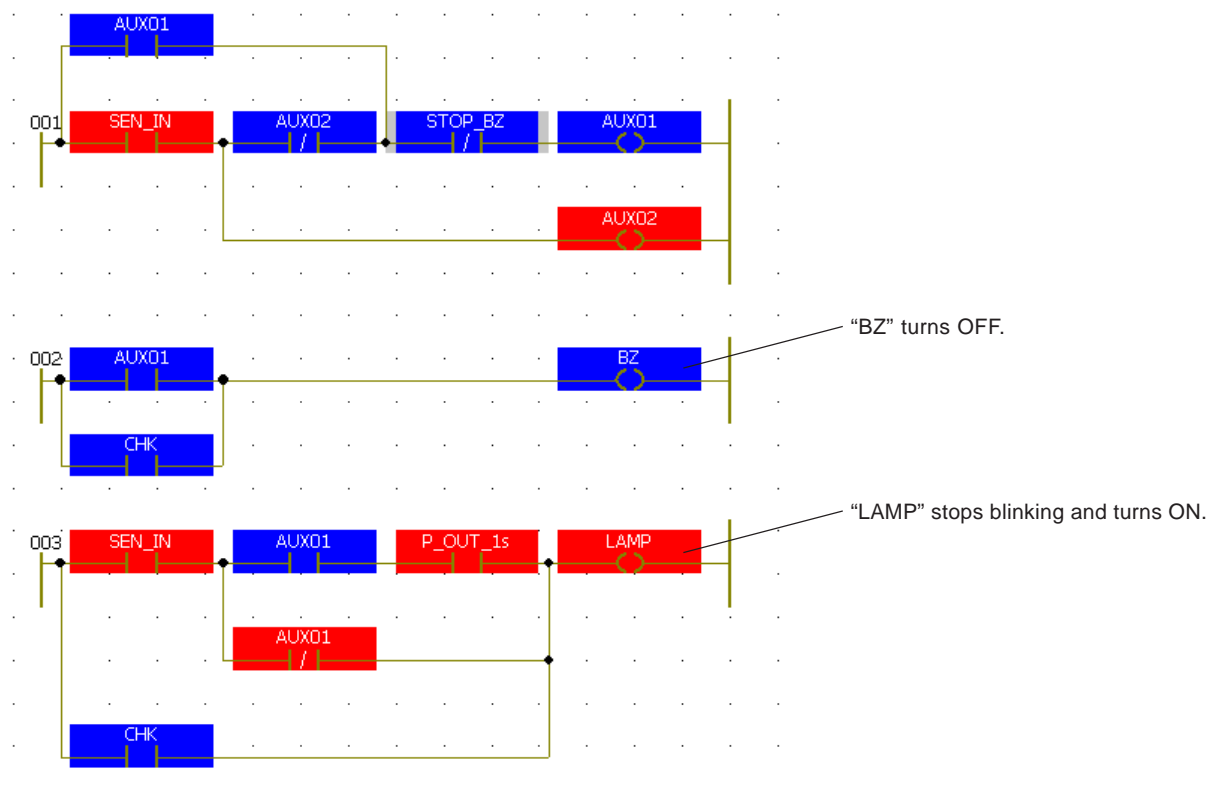 AUX01
001 SEN_IN AUX02 STOP_BZ AUX01
AUX02
“BZ” turns OFF.
002 AUX01 BZ
CHK
“LAMP” stops blinking and turns ON.
003 SEN_IN AUX01 P_OUT_1s LAMP
AUX01
CHK